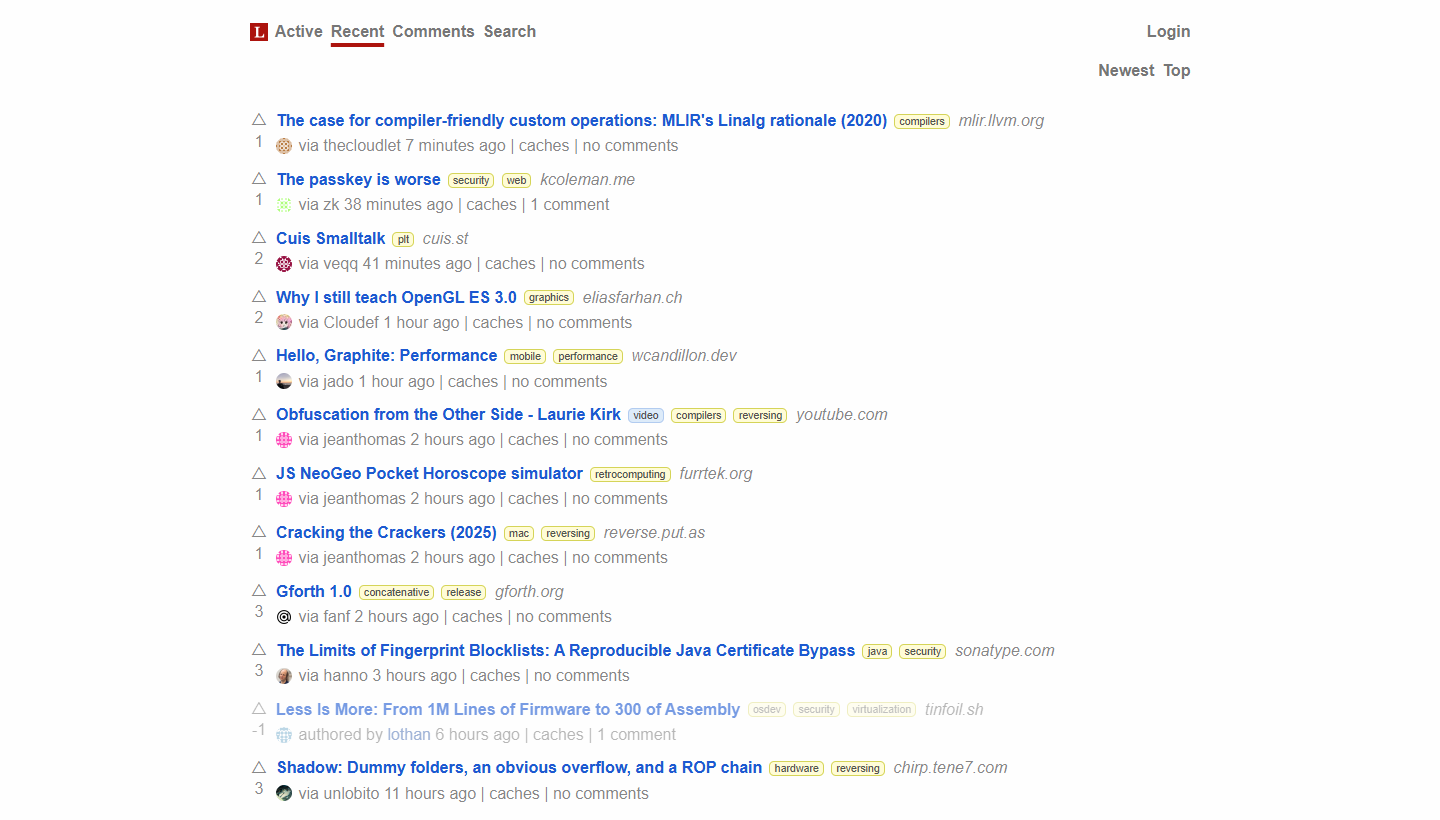 L Active Recent Comments Search Login
Newest Top
△ The case for compiler-friendly custom operations: MLIR's Linalg rationale (2020) compilers mlir.llvm.org
1 via thecloudlet 7 minutes ago | caches | no comments
△ The passkey is worse security web kcoleman.me
1 via zk 38 minutes ago | caches | 1 comment
△ Cuis Smalltalk plt cuis.st
2 via veqq 41 minutes ago | caches | no comments
△ Why I still teach OpenGL ES 3.0 graphics eliasfarhan.ch
2 via Cloudef 1 hour ago | caches | no comments
△ Hello, Graphite: Performance mobile performance wcandillon.dev
1 via jado 1 hour ago | caches | no comments
△ Obfuscation from the Other Side - Laurie Kirk video compilers reversing youtube.com
1 via jeanthomas 2 hours ago | caches | no comments
△ JS NeoGeo Pocket Horoscope simulator retrocomputing furrtek.org
1 via jeanthomas 2 hours ago | caches | no comments
△ Cracking the Crackers (2025) mac reversing reverse.put.as
1 via jeanthomas 2 hours ago | caches | no comments
△ Gforth 1.0 concatenative release gforth.org
3 via fanf 2 hours ago | caches | no comments
△ The Limits of Fingerprint Blocklists: A Reproducible Java Certificate Bypass java security sonatype.com
3 via hanno 3 hours ago | caches | no comments
△ Less Is More: From 1M Lines of Firmware to 300 of Assembly osdev security virtualization tinfoil.sh
-1 authored by lothan 6 hours ago | caches | 1 comment
△ Shadow: Dummy folders, an obvious overflow, and a ROP chain hardware reversing chirp.tene7.com
3 via unlobito 11 hours ago | caches | no comments